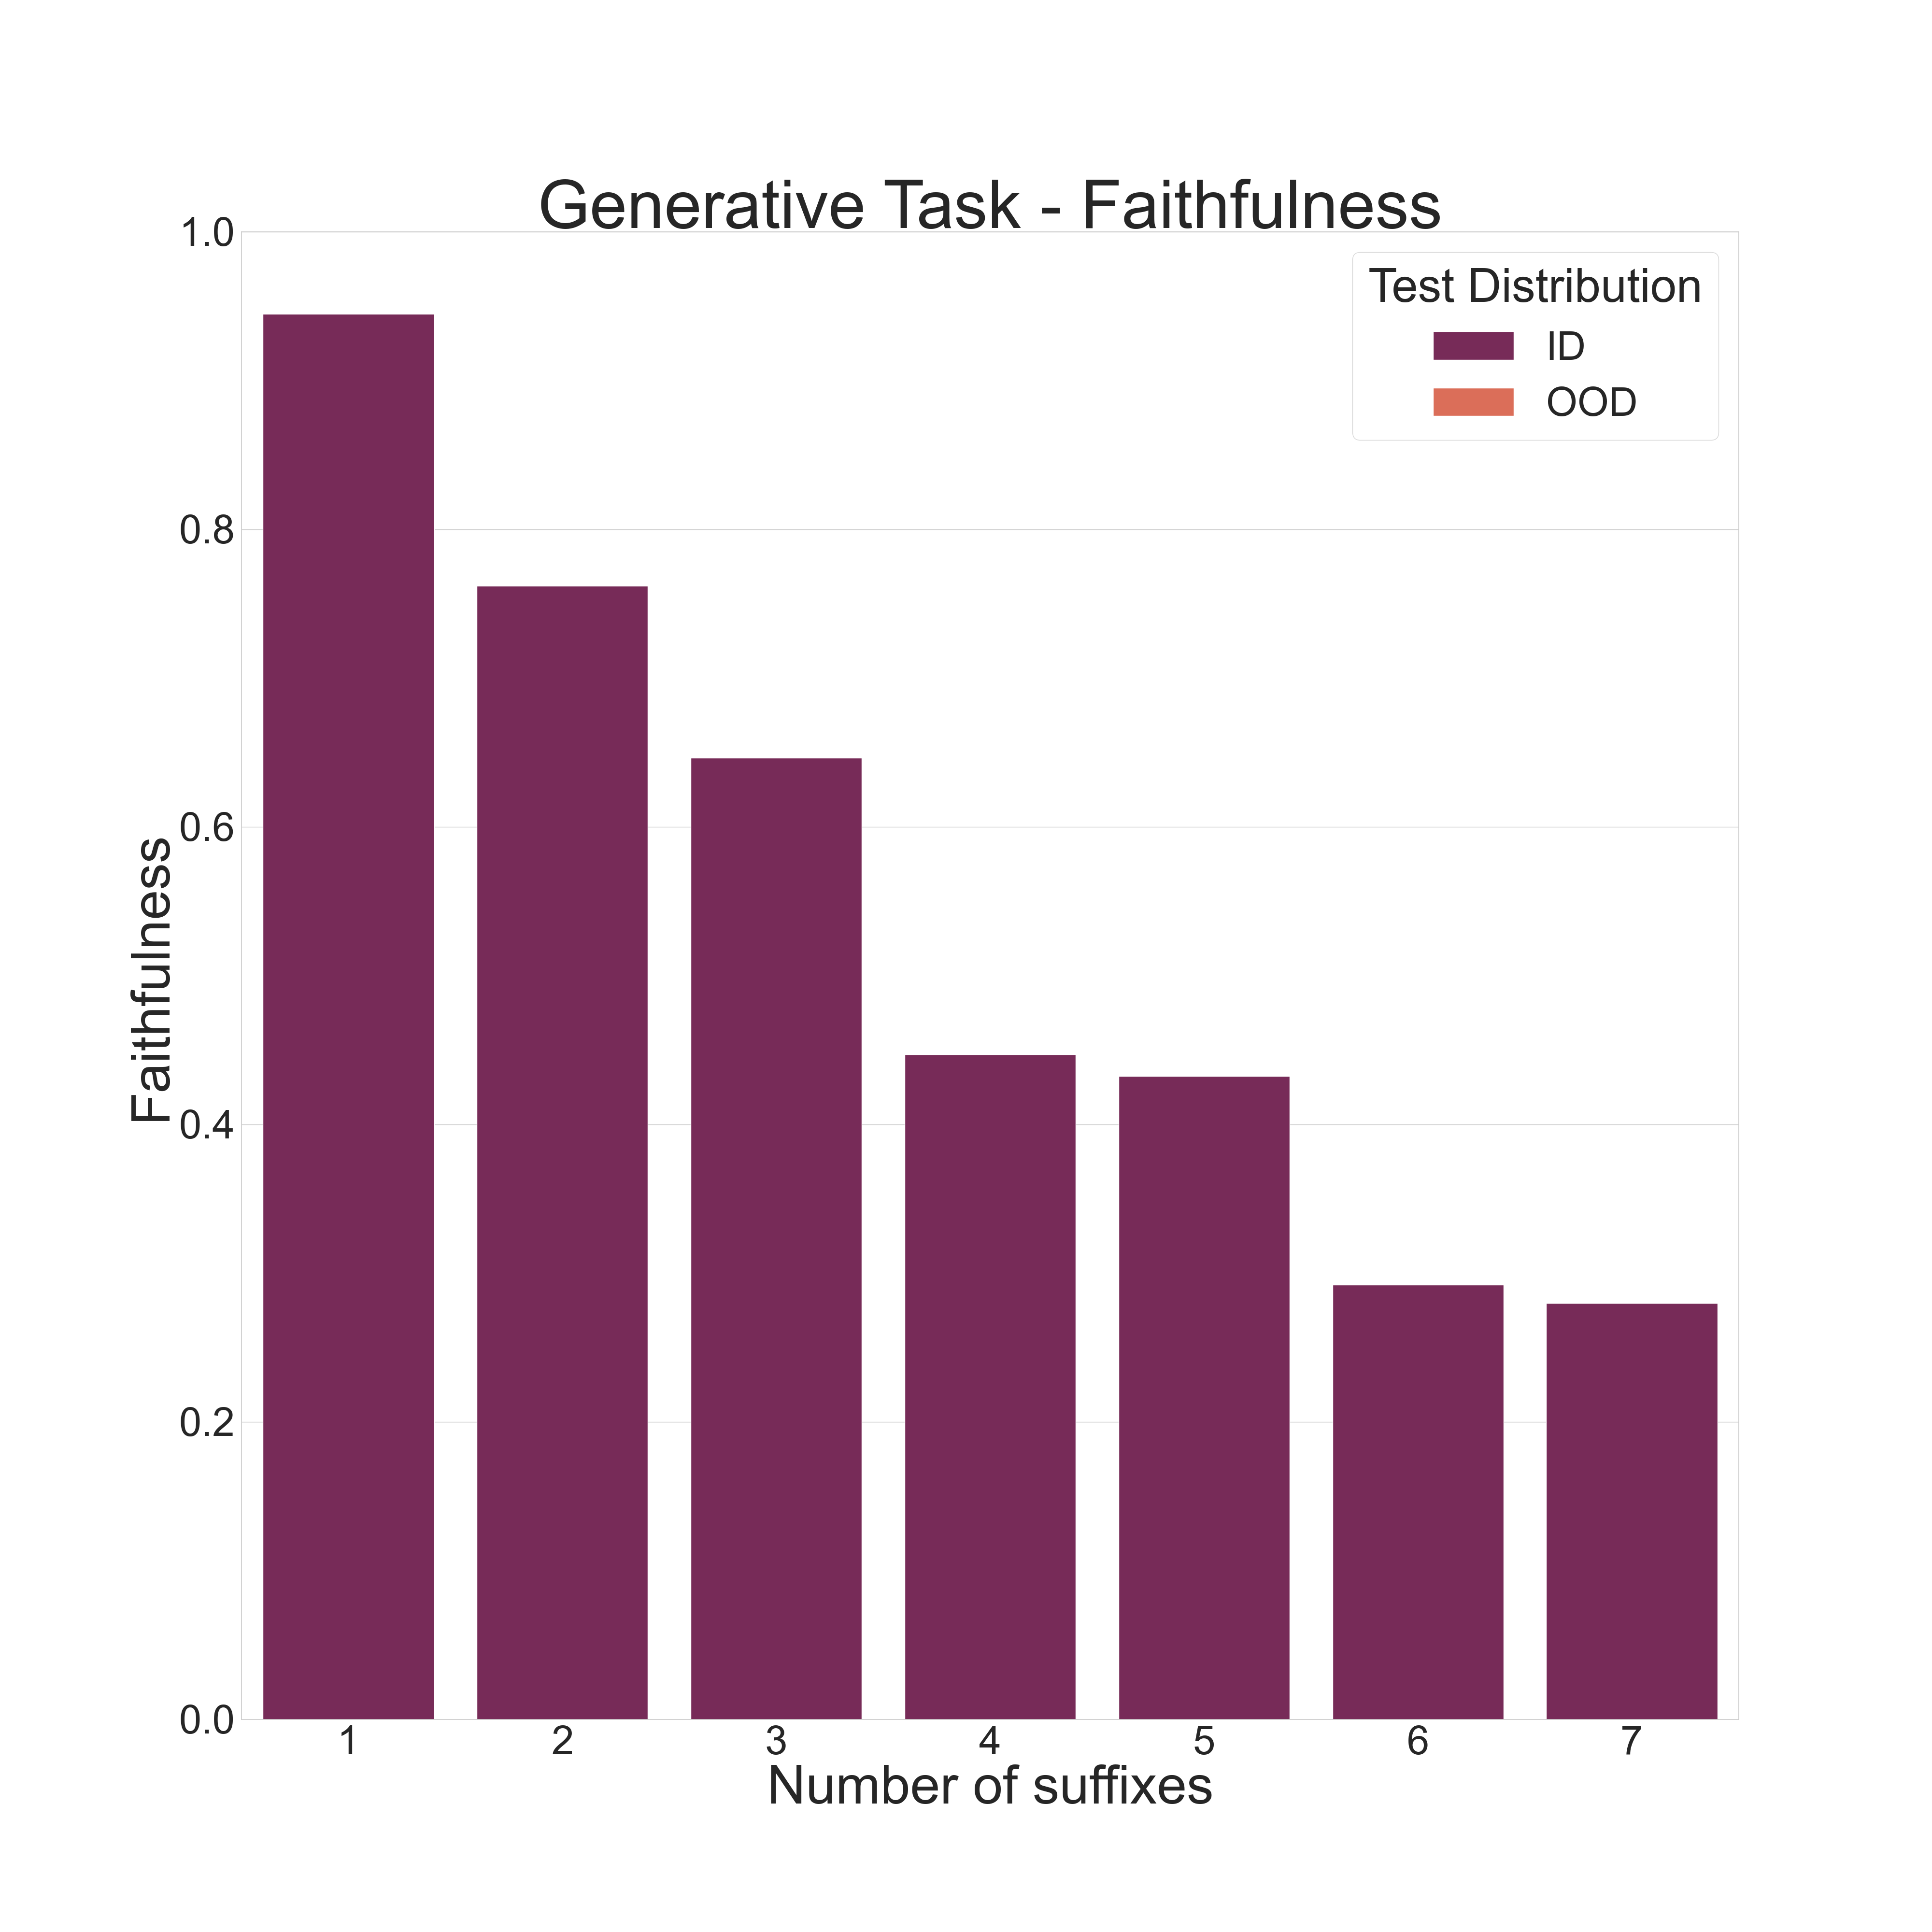 Generative Task - Faithfulness
Test Distribution
ID
OOD
1.0
0.8
0.6
0.4
0.2
0.0
Faithfulness
1 2 3 4 5 6 7
Number of suffixes